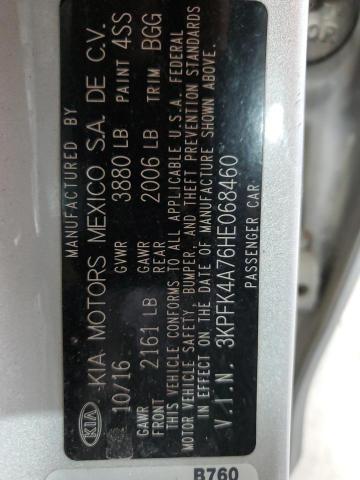 MANUFACTURED BY
KIA KIA MOTORS MEXICO S.A. DE C.V.
10/16 GVWR 3880 LB PAINT 4SS
GAWR FRONT 2161 LB GAWR REAR 2006 LB TRIM BGG
THIS VEHICLE CONFORMS TO ALL APPLICABLE U.S.A. FEDERAL
MOTOR VEHICLE SAFETY, BUMPER, AND THEFT PREVENTION STANDARDS
IN EFFECT ON THE DATE OF MANUFACTURE SHOWN ABOVE.
V.I.N. 3KPFK4A76HE068460
PASSENGER CAR
B760